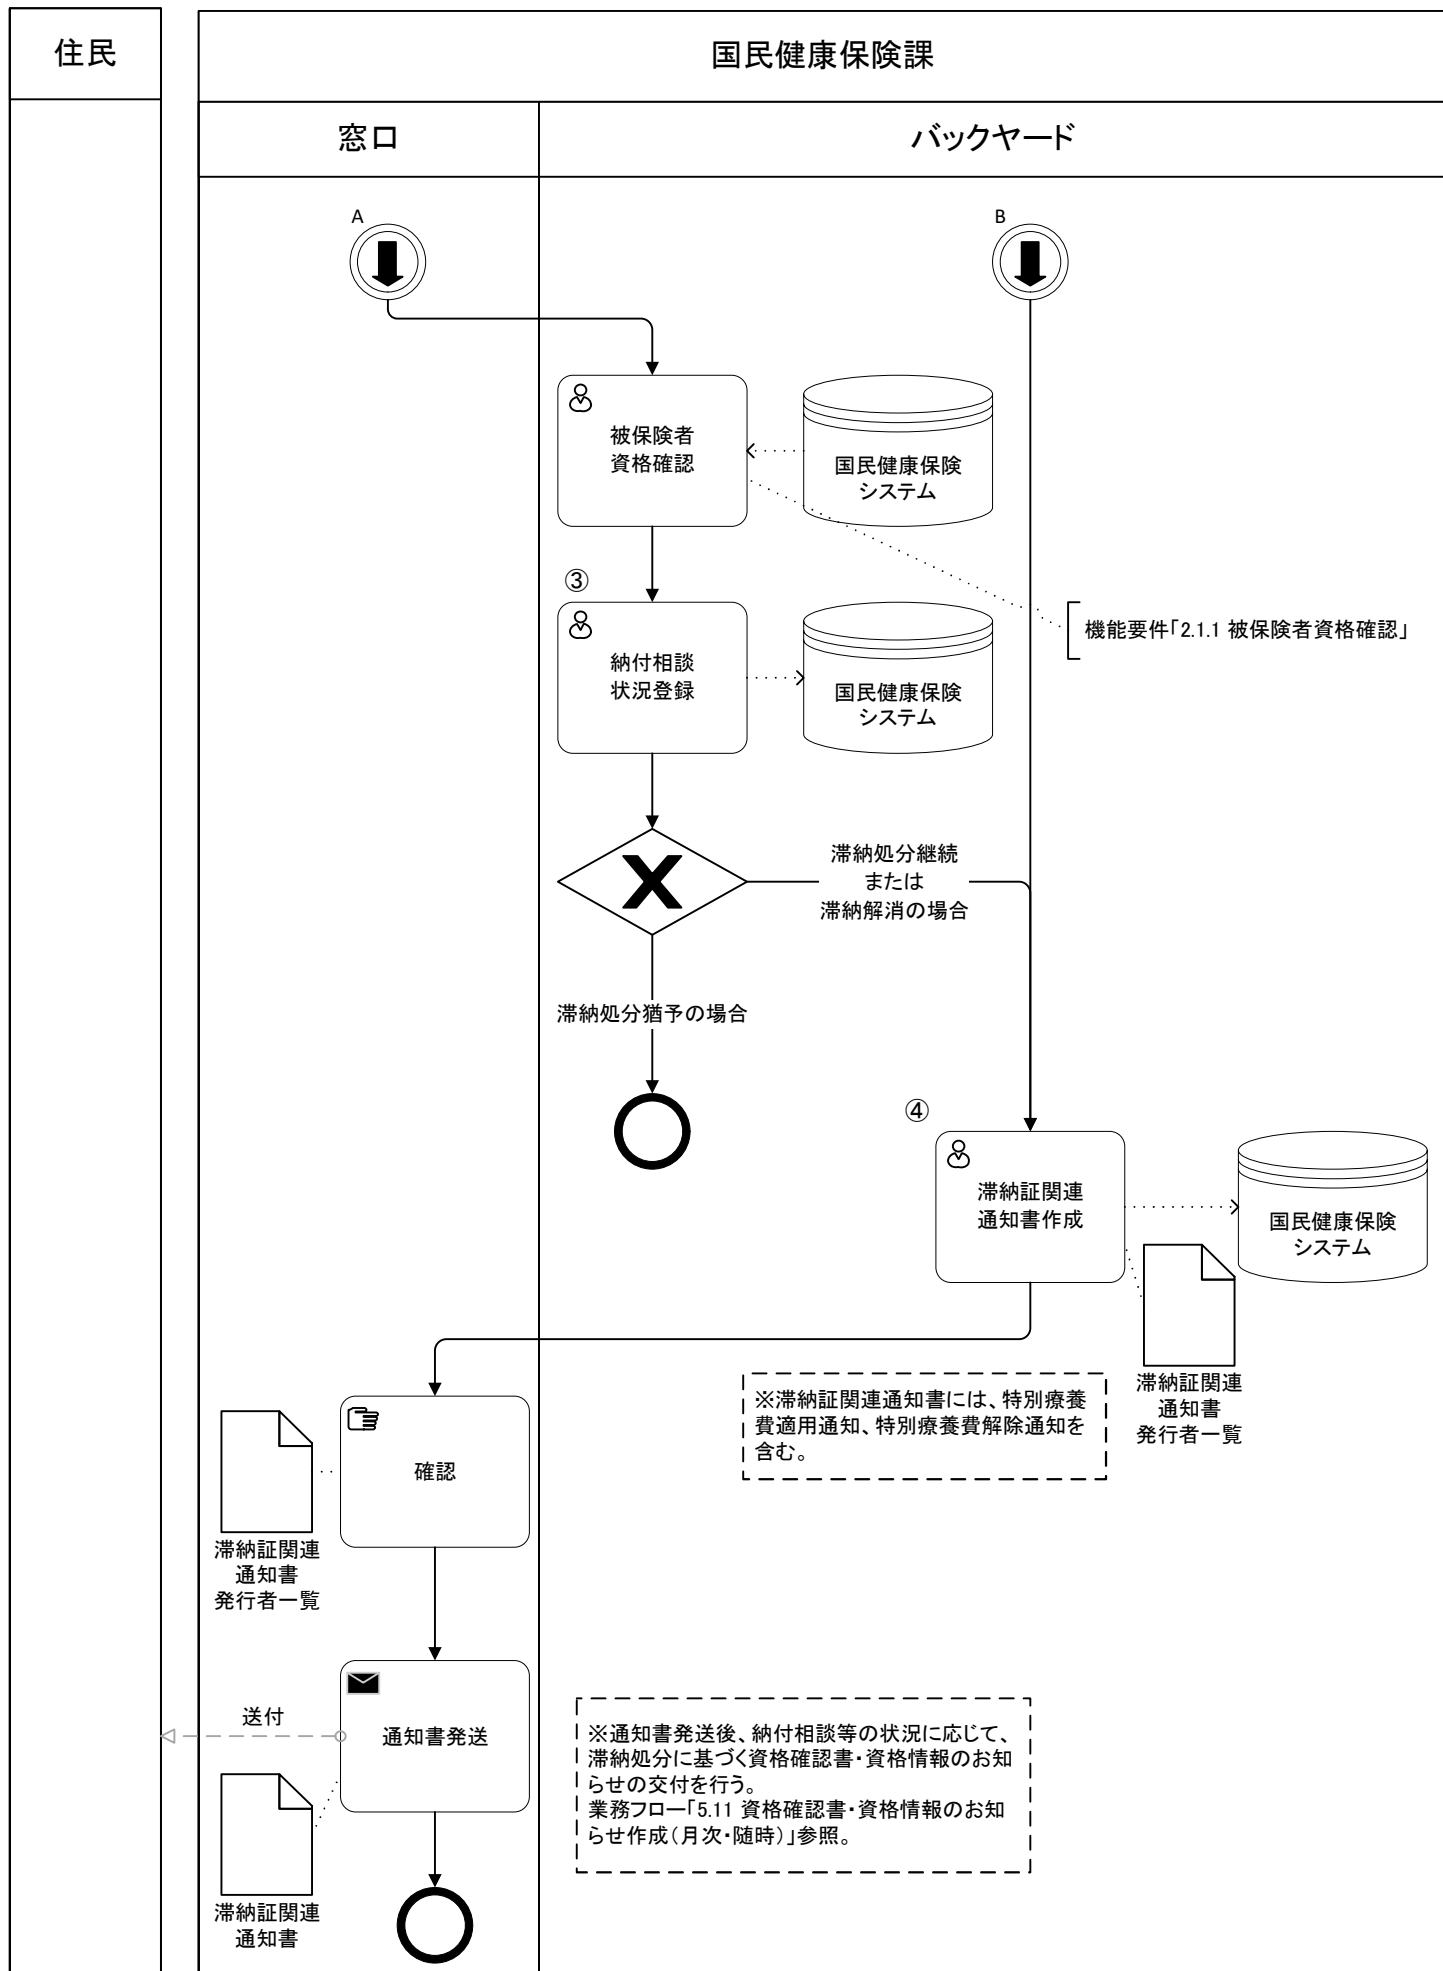 住民
国民健康保険課
窓口
バックヤード
A
B
被保険者
資格確認
国民健康保険
システム
機能要件「2.1.1 被保険者資格確認」
③
納付相談
状況登録
国民健康保険
システム
滞納処分継続
または
滞納解消の場合
滞納処分猶予の場合
④
滞納証関連
通知書作成
国民健康保険
システム
滞納証関連
通知書
発行者一覧
※滞納証関連通知書には、特別療養
費適用通知、特別療養費解除通知を
含む。
確認
滞納証関連
通知書
発行者一覧
送付
通知書発送
滞納証関連
通知書
※通知書発送後、納付相談等の状況に応じて、
滞納処分に基づく資格確認書・資格情報のお知
らせの交付を行う。
業務フロー「5.11 資格確認書・資格情報のお知
らせ作成（月次・随時）」参照。